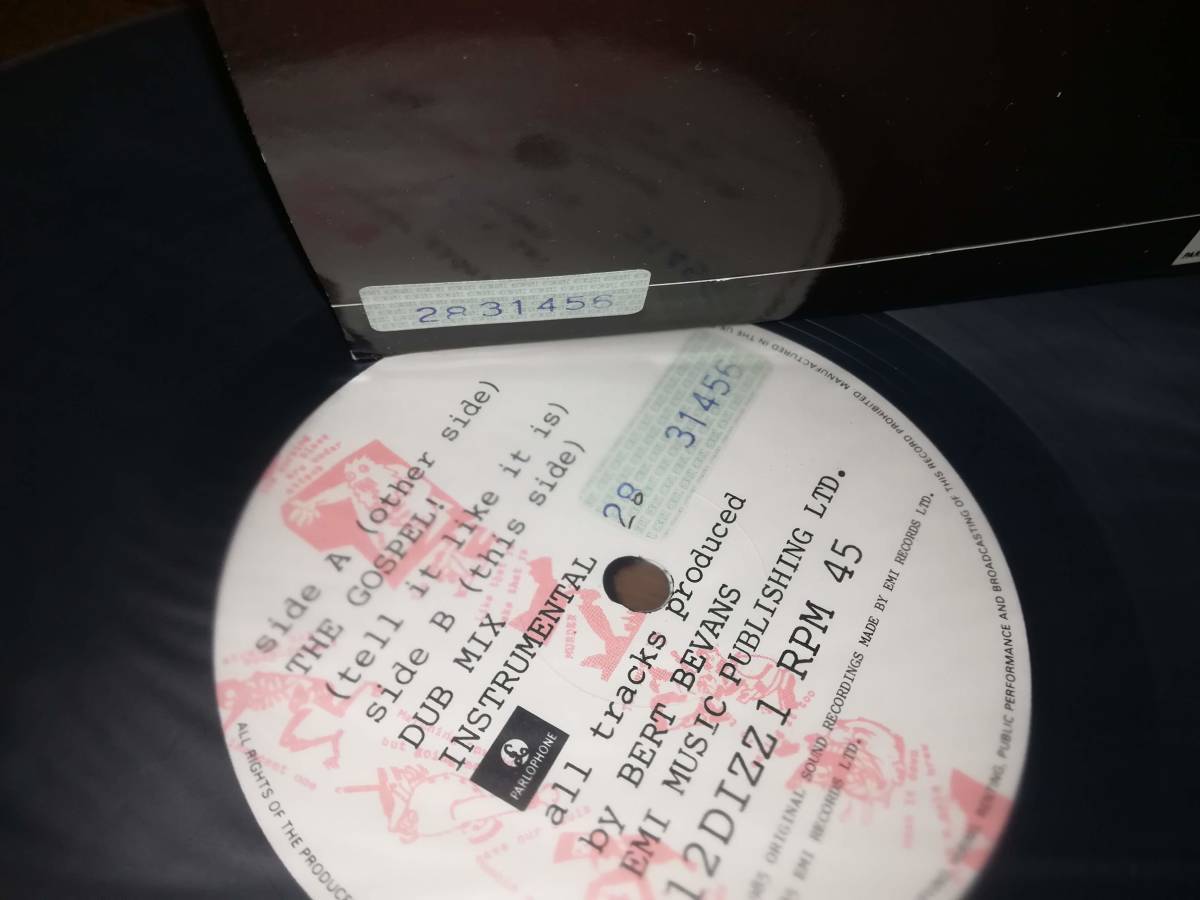 28 31456
28 31456
side A (other side)
THE GOSPEL!
(tell it like it is)
side B (this side)
DUB MIX
INSTRUMENTAL
PARLOPHONE
all tracks produced
by BERT BEVANS
EMI MUSIC PUBLISHING LTD.
12DIZZ1 RPM 45
ORIGINAL SOUND RECORDINGS MADE BY EMI RECORDS LTD.
EMI RECORDS LTD.
MURDER
ALL RIGHTS OF THE PRODUCE
PUBLIC PERFORMANCE AND BROADCASTING OF THIS RECORD PROHIBITED MANUFACTURED IN THE UK